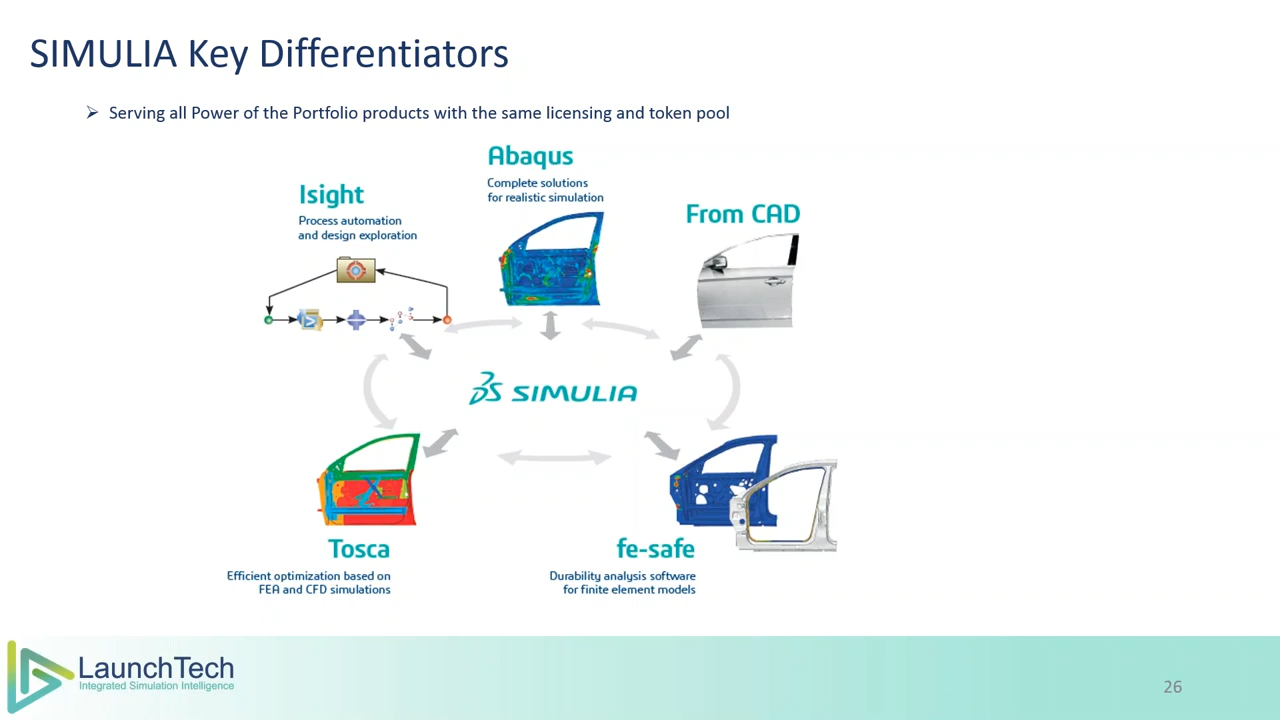 SIMULIA Key Differentiators
➢ Serving all Power of the Portfolio products with the same licensing and token pool
Abaqus
Complete solutions
for realistic simulation
Isight
Process automation
and design exploration
From CAD
3DS SIMULIA
Tosca
Efficient optimization based on
FEA and CFD simulations
fe-safe
Durability analysis software
for finite element models
LaunchTech
Integrated Simulation Intelligence
26